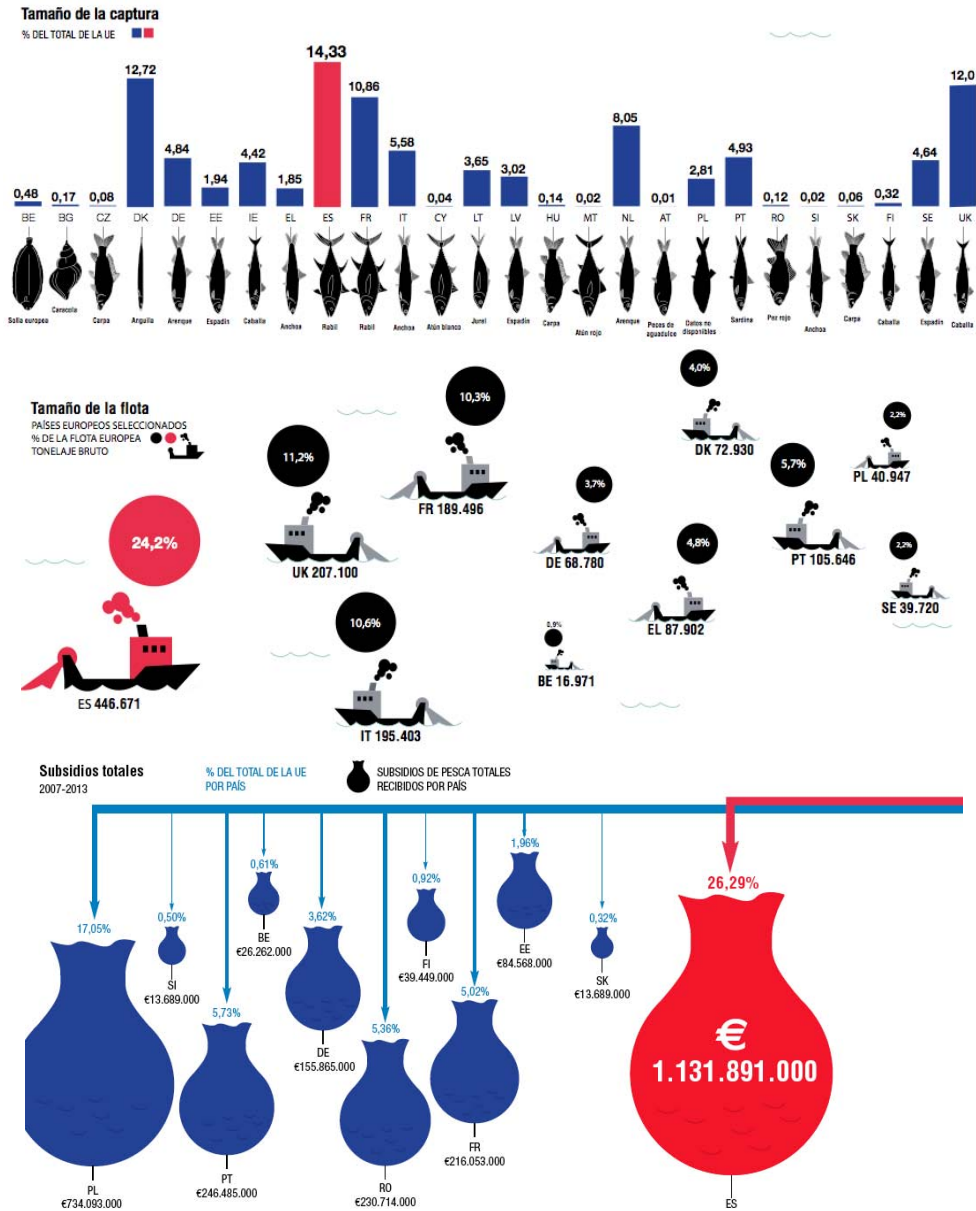 Tamaño de la captura
% DEL TOTAL DE LA UE
0,48
0,17
0,08
12,72
4,84
1,94
4,42
1,85
14,33
10,86
5,58
0,04
3,65
3,02
0,14
0,02
8,05
0,01
2,81
4,93
0,12
0,02
0,06
0,32
4,64
12,0
BE BG CZ DK DE EE IE EL ES FR IT CY LT LV HU MT NL AT PL PT RO SI SK FI SE UK
Solla europea
Caracola
Carpa
Anguila
Arenque
Espadín
Caballa
Anchoa
Rabil
Rabil
Anchoa
Atún blanco
Jurel
Espadín
Carpa
Atún rojo
Arenque
Peces de
aguadulce
Datos no
disponibles
Sardina
Pez rojo
Anchoa
Carpa
Caballa
Espadín
Caballa
Tamaño de la flota
PAÍSES EUROPEOS SELECCIONADOS
% DE LA FLOTA EUROPEA
TONELAJE BRUTO
24,2%
ES 446.671
11,2%
UK 207.100
10,3%
FR 189.496
10,6%
IT 195.403
3,7%
DE 68.780
0,9%
BE 16.971
4,0%
DK 72.930
4,8%
EL 87.902
5,7%
PT 105.646
2,2%
PL 40.947
2,2%
SE 39.720
Subsidios totales
2007-2013
% DEL TOTAL DE LA UE
POR PAÍS
SUBSIDIOS DE PESCA TOTALES
RECIBIDOS POR PAÍS
17,05%
PL
€734.093.000
0,50%
SI
€13.689.000
5,73%
PT
€246.485.000
0,61%
BE
€26.262.000
3,62%
DE
€155.865.000
5,36%
RO
€230.714.000
0,92%
FI
€39.449.000
5,02%
FR
€216.053.000
1,96%
EE
€84.568.000
0,32%
SK
€13.689.000
26,29%
€
1.131.891.000
ES